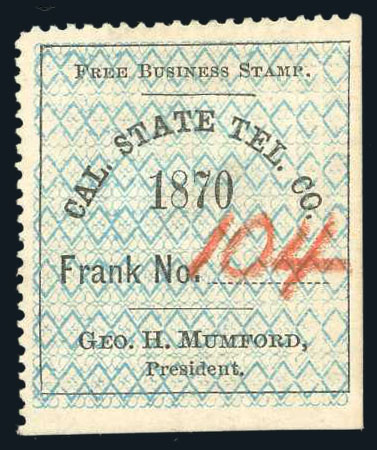 FREE BUSINESS STAMP.
CAL. STATE TEL. CO.
1870
Frank No. 104
GEO. H. MUMFORD,
President.